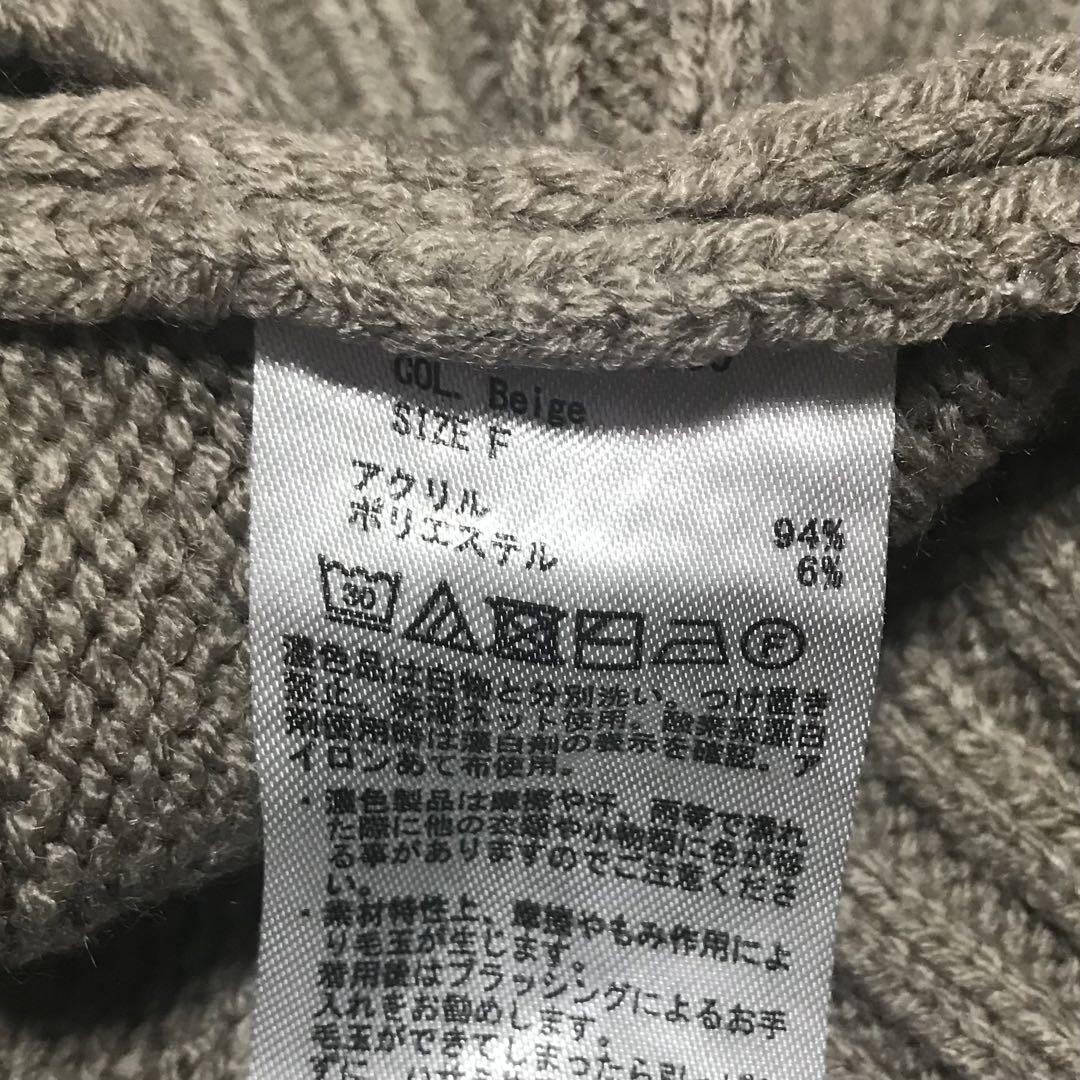 COL. Beige
SIZE F
アクリル 94%
ポリエステル 6%
30
F
濃色品は白物と分別洗い。つけ置き
禁止。洗濯ネット使用。酸素系漂白
剤使用時は漂白剤の表示を確認。ア
イロンあて布使用。
・濃色製品は摩擦や汗、雨等で濡れ
た際に他の衣類や小物類に色が移
る事がありますのでご注意くださ
い。
・素材特性上、摩擦やもみ作用によ
り毛玉が生じます。
着用後はブラッシングによるお手
入れをお勧めします。
毛玉ができてしまったら引っぱ
ずに、